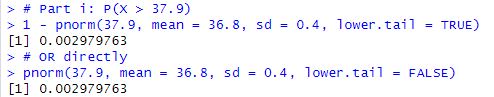 > # Part i: P(X > 37.9)
> 1 - pnorm(37.9, mean = 36.8, sd = 0.4, lower.tail = TRUE)
[1] 0.002979763
> # OR directly
> pnorm(37.9, mean = 36.8, sd = 0.4, lower.tail = FALSE)
[1] 0.002979763